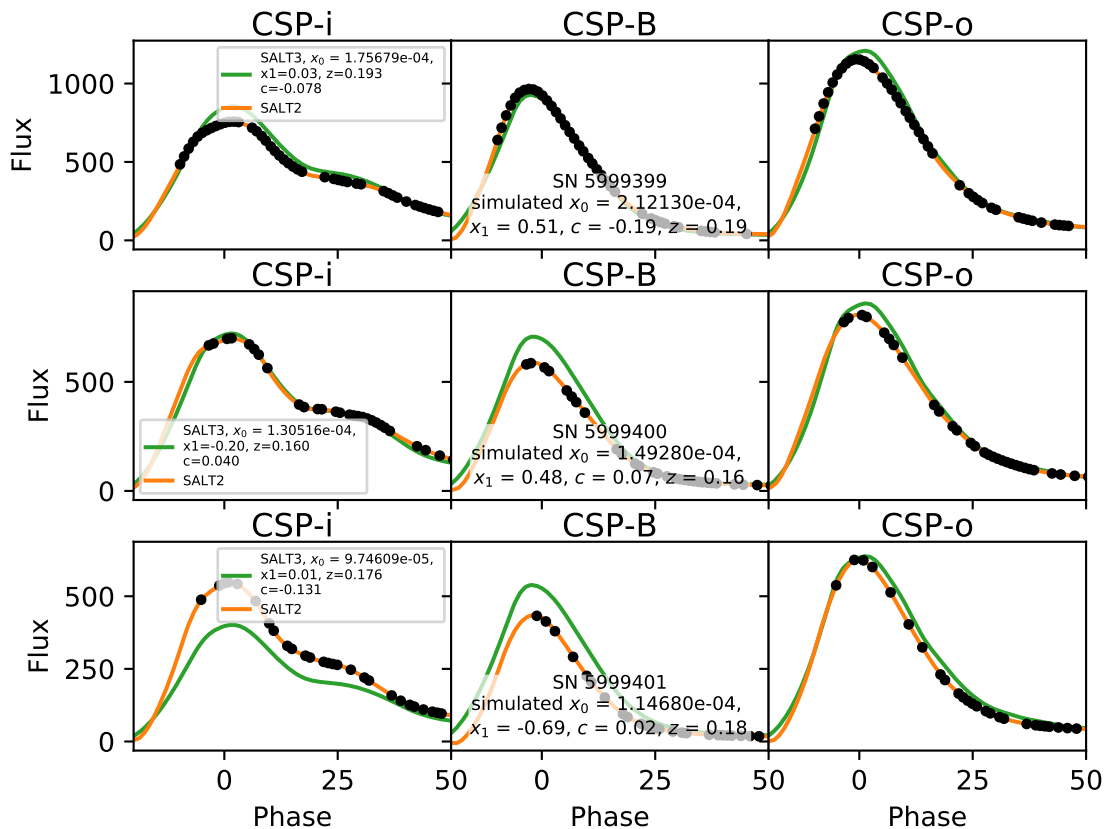 CSP-i CSP-B CSP-o
Flux
1000
500
0
SALT3, x₀ = 1.75679e-04,
x1=0.03, z=0.193
c=-0.078
SALT2
SN 5999399
simulated x₀ = 2.12130e-04,
x₁ = 0.51, c = -0.19, z = 0.19
CSP-i CSP-B CSP-o
Flux
500
0
SALT3, x₀ = 1.30516e-04,
x1=-0.20, z=0.160
c=0.040
SALT2
SN 5999400
simulated x₀ = 1.49280e-04,
x₁ = 0.48, c = 0.07, z = 0.16
CSP-i CSP-B CSP-o
Flux
500
250
0
SALT3, x₀ = 9.74609e-05,
x1=0.01, z=0.176
c=-0.131
SALT2
SN 5999401
simulated x₀ = 1.14680e-04,
x₁ = -0.69, c = 0.02, z = 0.18
0 25 50 0 25 50 0 25 50
Phase Phase Phase